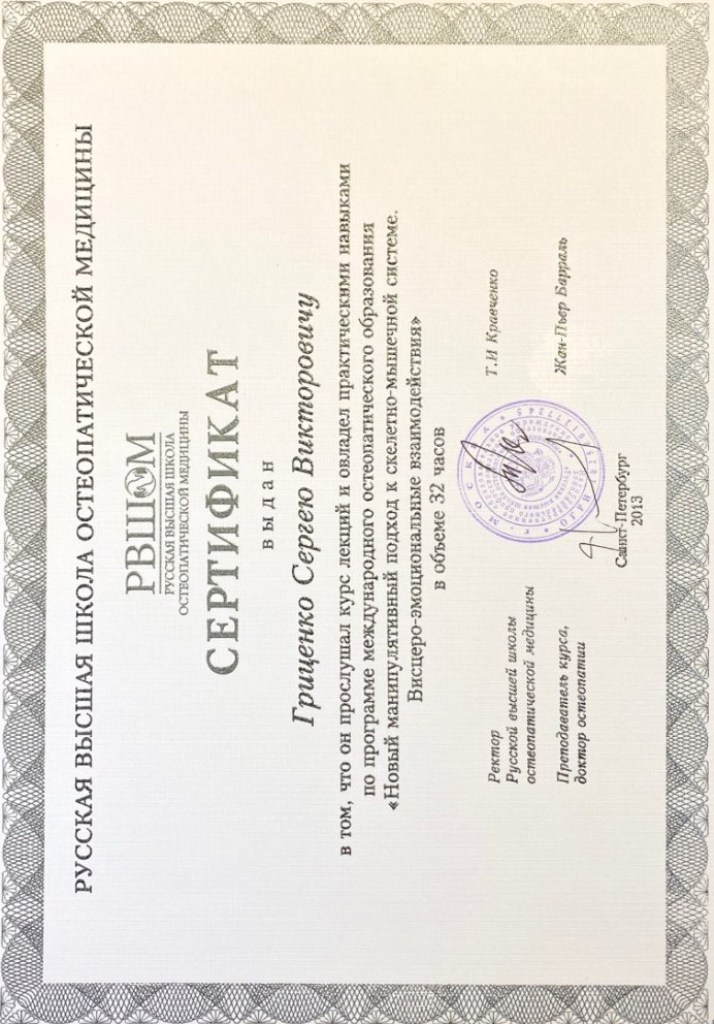 РУССКАЯ ВЫСШАЯ ШКОЛА ОСТЕОПАТИЧЕСКОЙ МЕДИЦИНЫ
РВШОМ
РУССКАЯ ВЫСШАЯ ШКОЛА
ОСТЕОПАТИЧЕСКОЙ МЕДИЦИНЫ
СЕРТИФИКАТ
выдан
Гриценко Сергею Викторовичу
в том, что он прослушал курс лекций и овладел практическими навыками
по программе международного остеопатического образования
«Новый манипулятивный подход к скелетно-мышечной системе.
Висцеро-эмоциональные взаимодействия»
в объеме 32 часов
Ректор
Русской высшей школы
остеопатической медицины
Т.И Кравченко
Преподаватель курса,
доктор остеопатии
Жан-Пьер Барраль
г. МОСКВА
ОГРН
Санкт-Петербург
2013